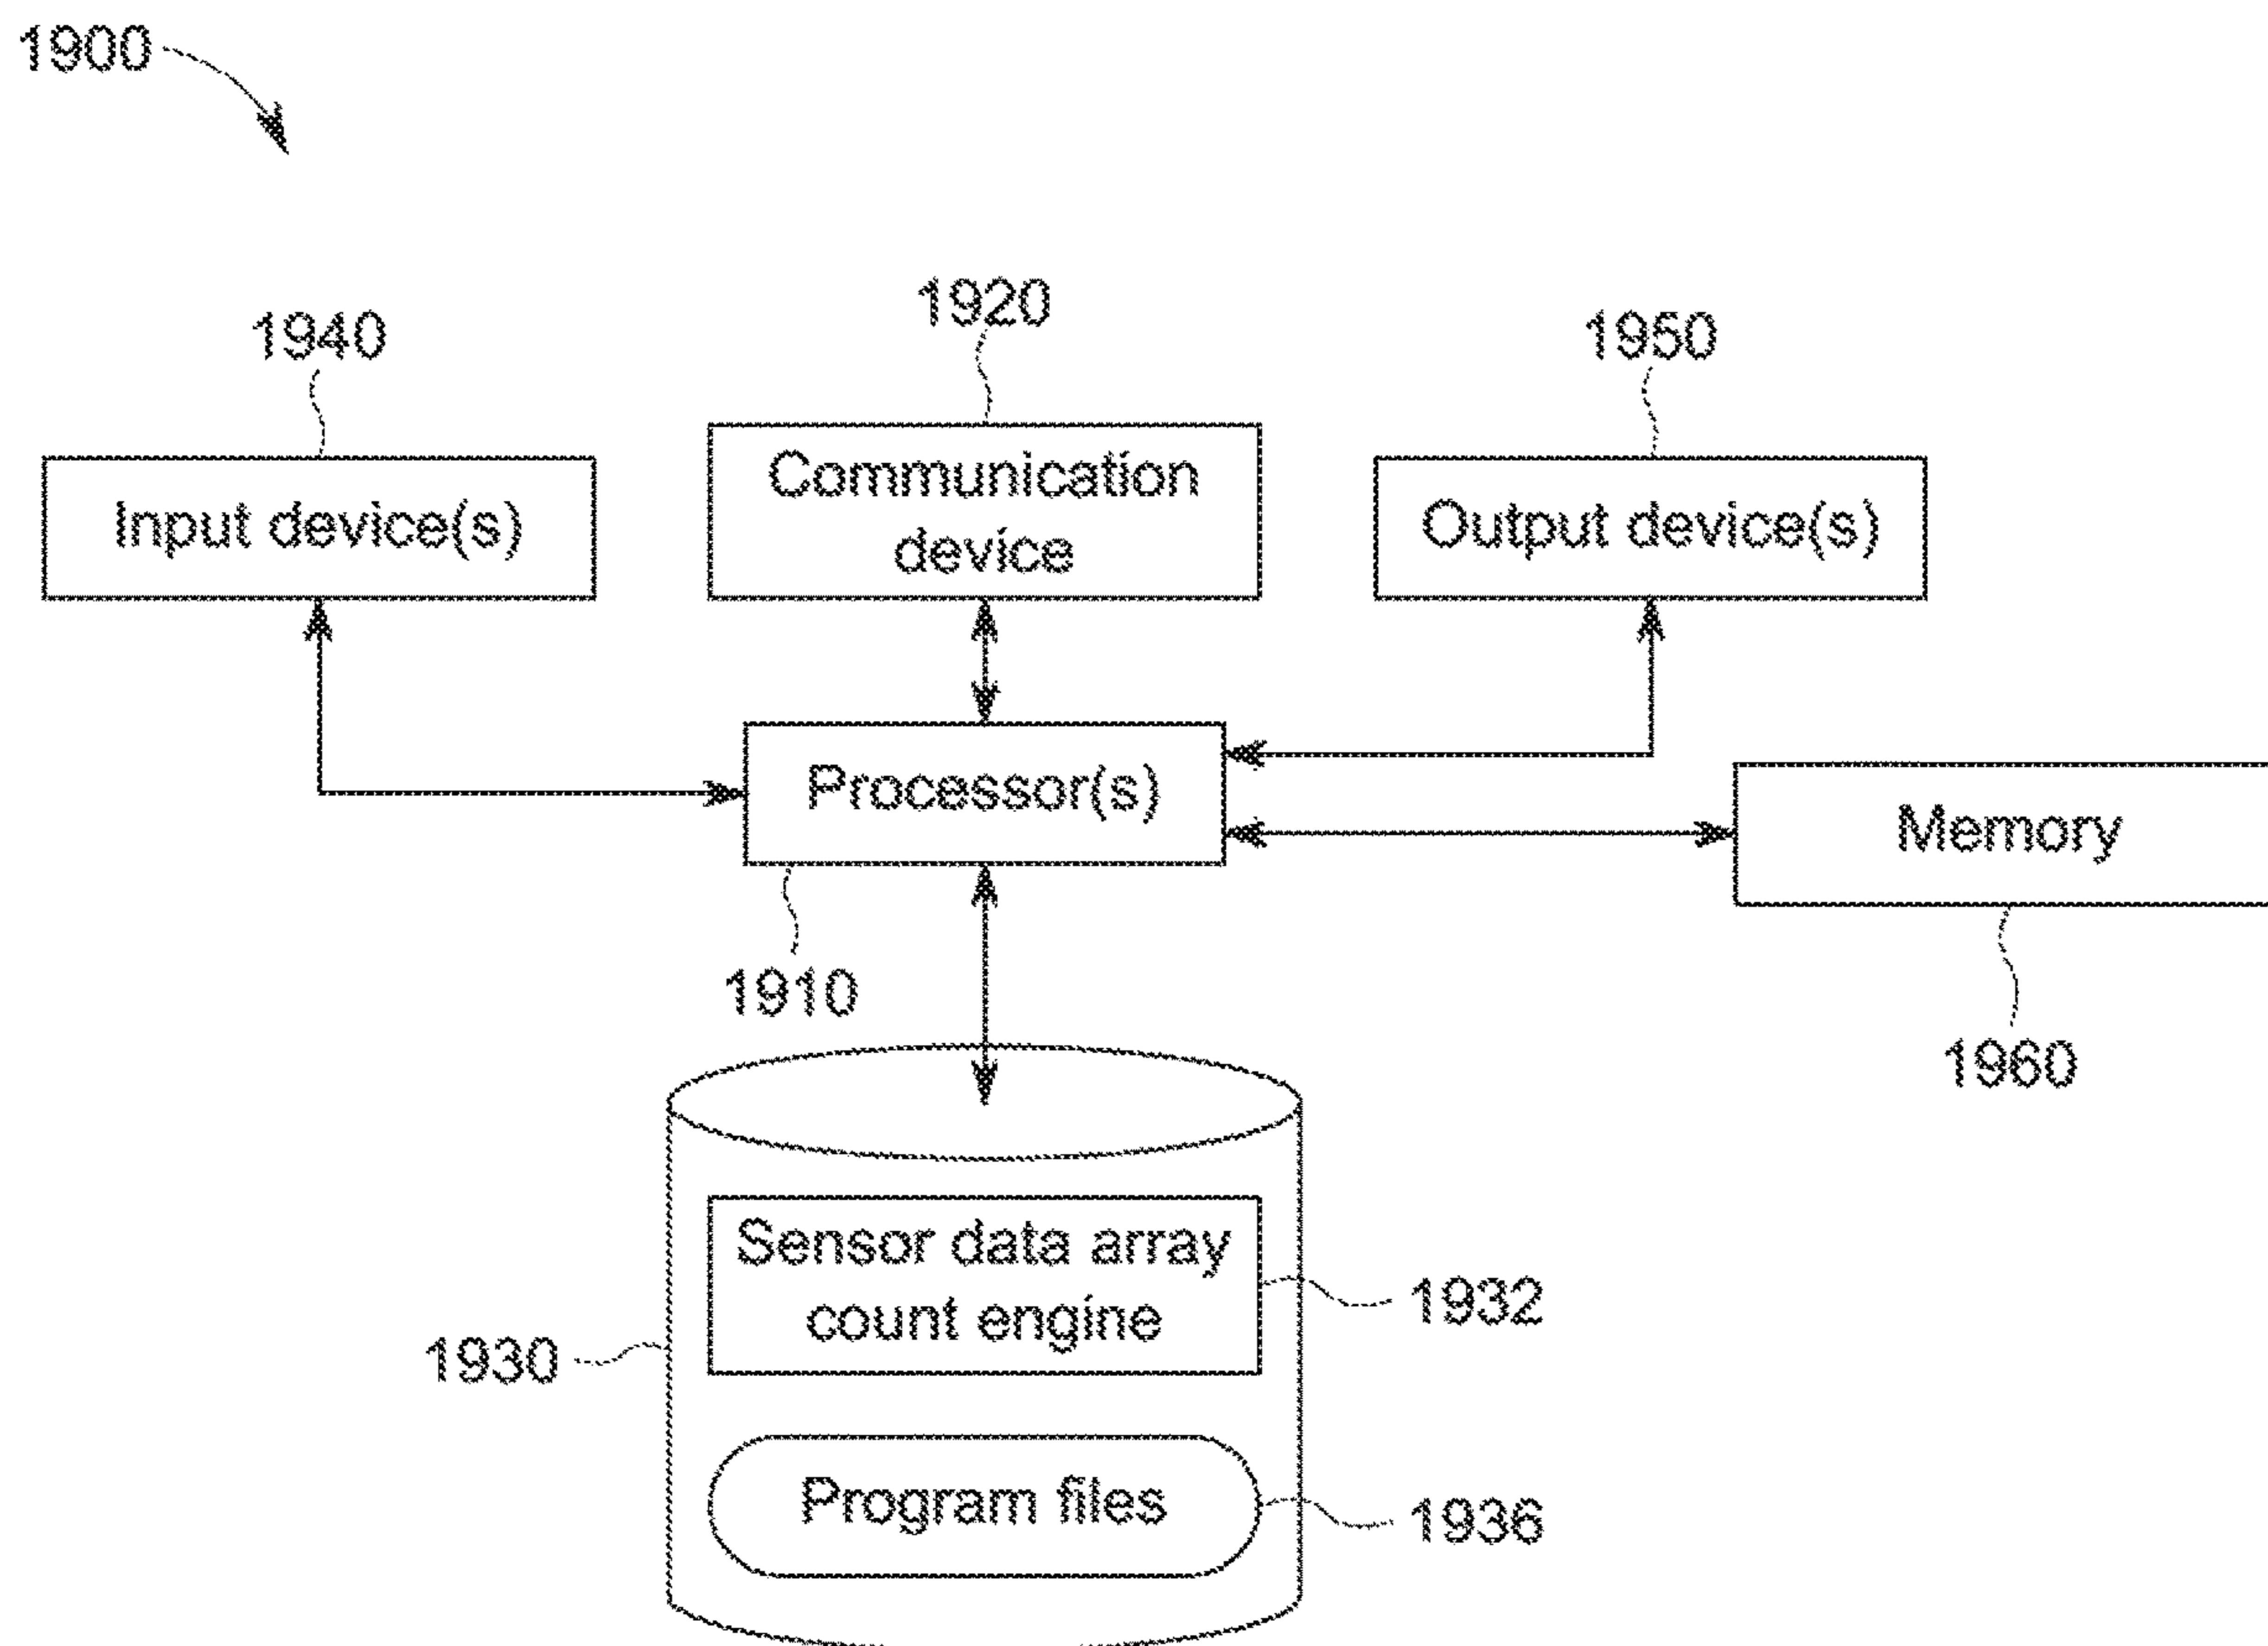 1900
1940
1920
1950
Input device(s)
Communication
device
Output device(s)
Processor(s)
Memory
1910
1960
Sensor data array
count engine
1932
1930
Program files
1936